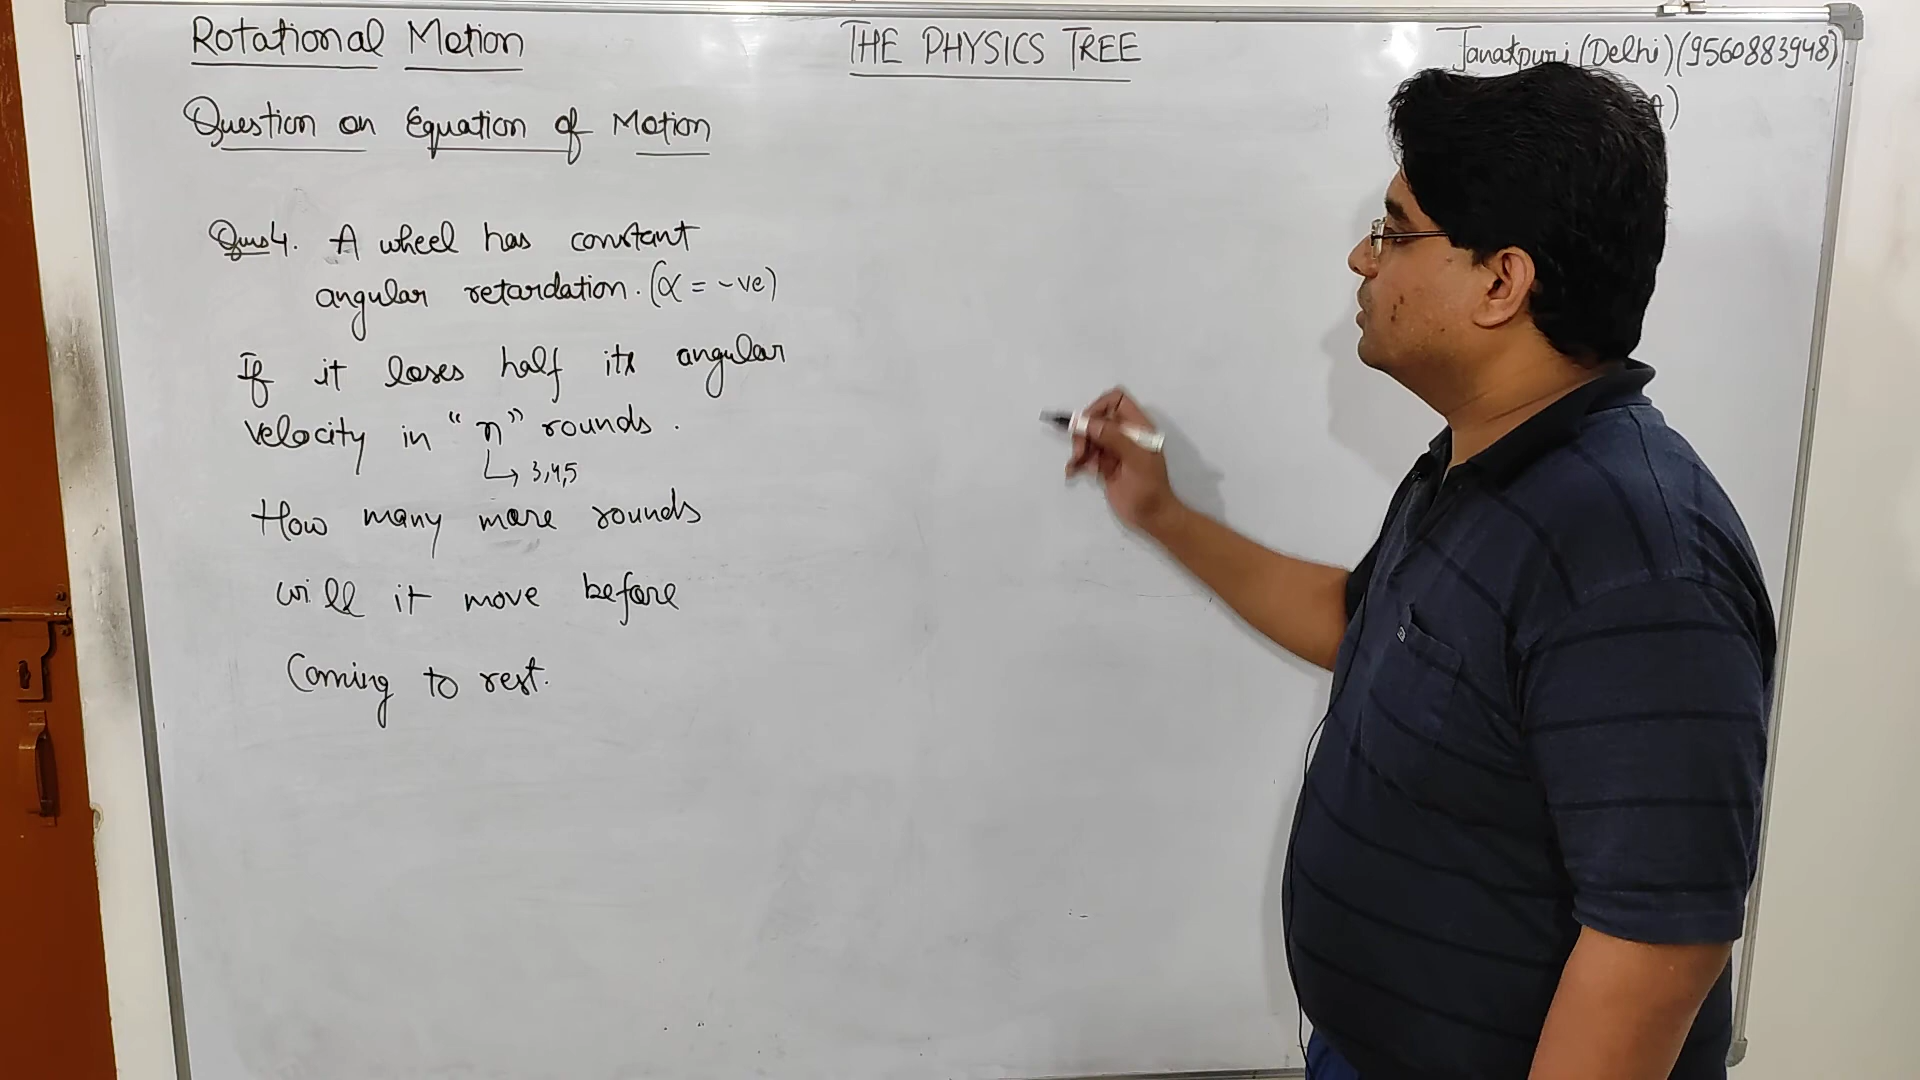 Rotational Motion
THE PHYSICS TREE
Janakpuri (Delhi) (9560883948)
Question on Equation of Motion
Ques4. A wheel has constant
angular retardation. (α = -ve)
If it loses half its angular
velocity in "n" rounds.
↳ 3,4,5
How many more rounds
will it move before
Coming to rest.